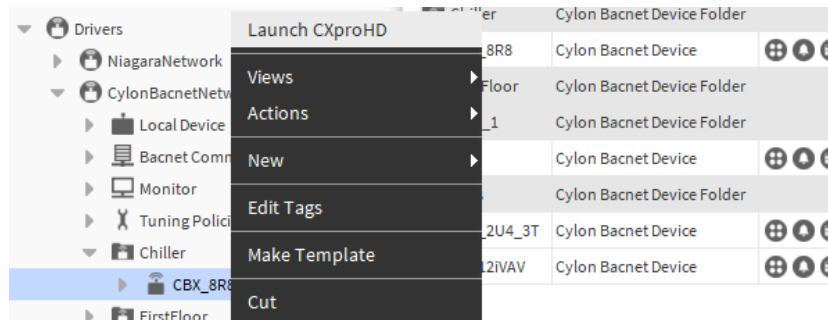 Drivers
NiagaraNetwork
CylonBacnetNetw
Local Device
Bacnet Comm
Monitor
Tuning Polici
Chiller
CBX_8R8
FirstFloor
Launch CXproHD
Views
Actions
New
Edit Tags
Make Template
Cut
Chiller Cylon Bacnet Device Folder
_8R8 Cylon Bacnet Device
Floor Cylon Bacnet Device Folder
_1 Cylon Bacnet Device Folder
Cylon Bacnet Device
Cylon Bacnet Device Folder
_2U4_3T Cylon Bacnet Device
12iVAV Cylon Bacnet Device